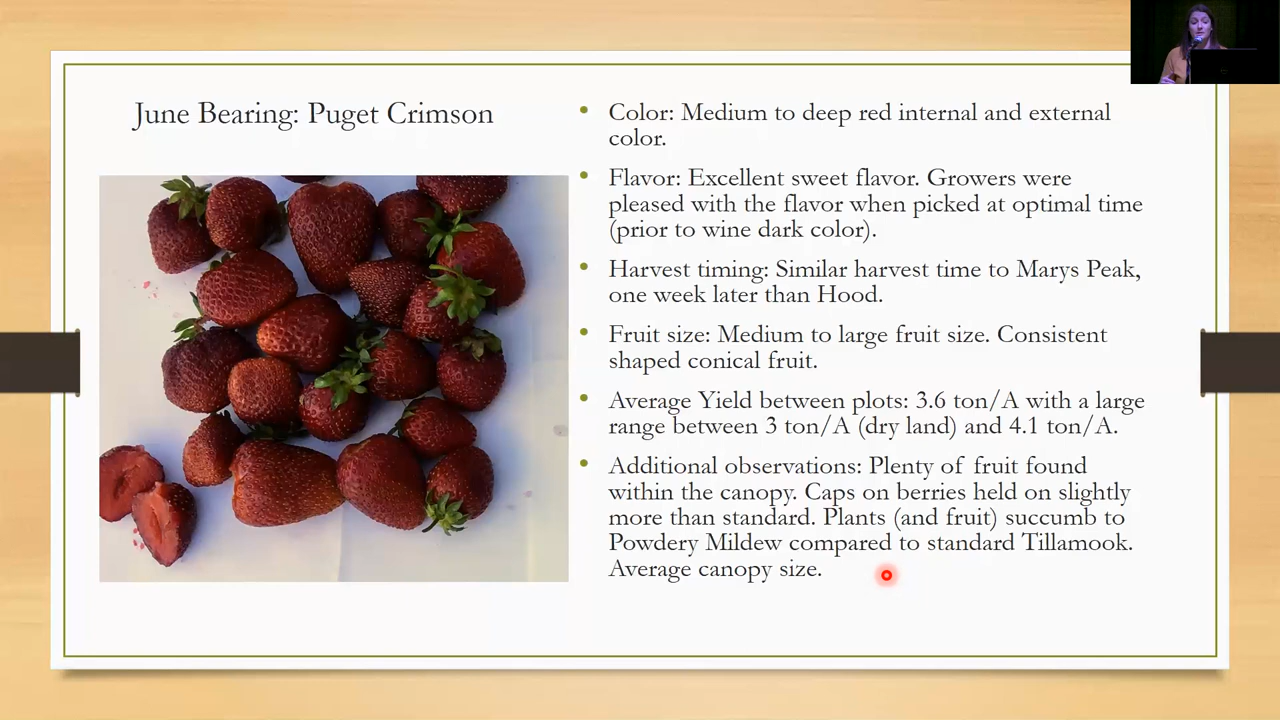 June Bearing: Puget Crimson
Color: Medium to deep red internal and external
color.
Flavor: Excellent sweet flavor. Growers were
pleased with the flavor when picked at optimal time
(prior to wine dark color).
Harvest timing: Similar harvest time to Marys Peak,
one week later than Hood.
Fruit size: Medium to large fruit size. Consistent
shaped conical fruit.
Average Yield between plots: 3.6 ton/A with a large
range between 3 ton/A (dry land) and 4.1 ton/A.
Additional observations: Plenty of fruit found
within the canopy. Caps on berries held on slightly
more than standard. Plants (and fruit) succumb to
Powdery Mildew compared to standard Tillamook.
Average canopy size.